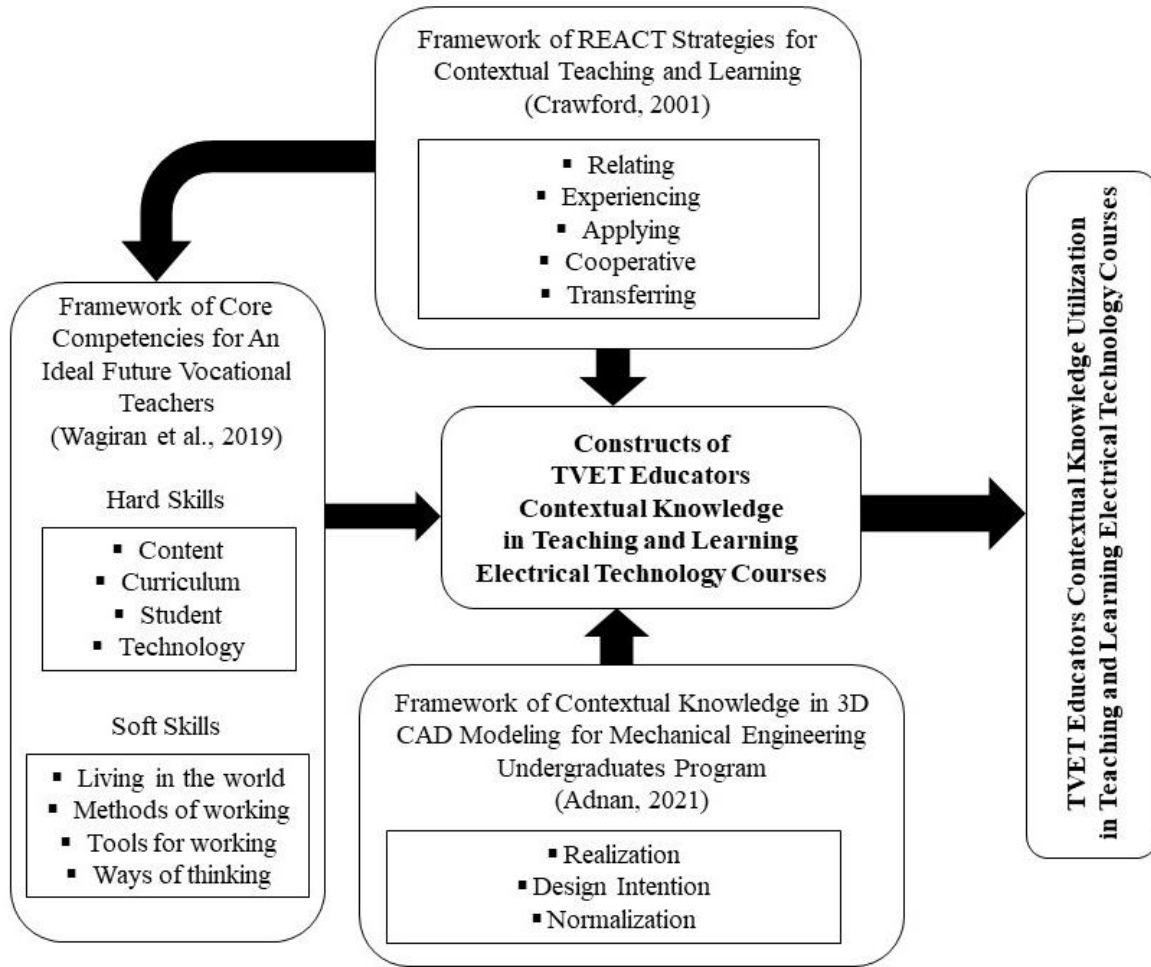 Framework of REACT Strategies for
Contextual Teaching and Learning
(Crawford, 2001)
▪ Relating
▪ Experiencing
▪ Applying
▪ Cooperative
▪ Transferring
Framework of Core
Competencies for An
Ideal Future Vocational
Teachers
(Wagiran et al., 2019)
Hard Skills
▪ Content
▪ Curriculum
▪ Student
▪ Technology
Soft Skills
▪ Living in the world
▪ Methods of working
▪ Tools for working
▪ Ways of thinking
Constructs of
TVET Educators
Contextual Knowledge
in Teaching and Learning
Electrical Technology Courses
Framework of Contextual Knowledge in 3D
CAD Modeling for Mechanical Engineering
Undergraduates Program
(Adnan, 2021)
▪ Realization
▪ Design Intention
▪ Normalization
TVET Educators Contextual Knowledge Utilization
in Teaching and Learning Electrical Technology Courses